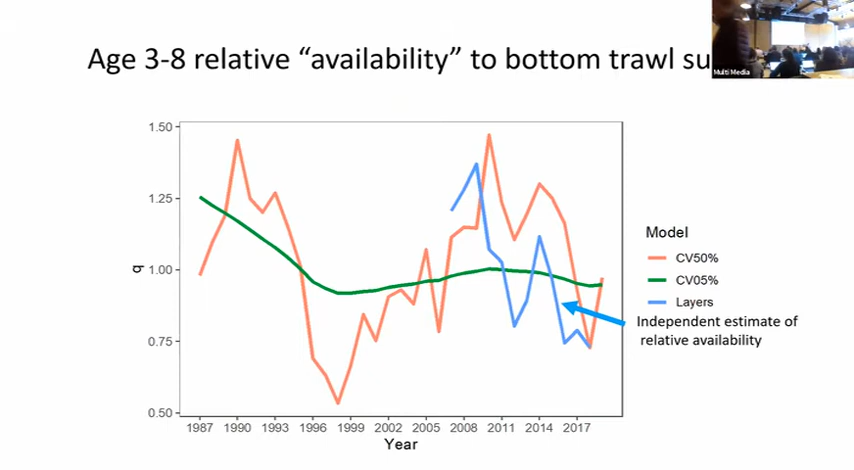 Age 3-8 relative “availability” to bottom trawl su
Multi Media
1.50
1.25
1.00
0.75
0.50
q
1987 1990 1993 1996 1999 2002 2005 2008 2011 2014 2017
Year
Model
CV50%
CV05%
Layers
Independent estimate of
relative availability